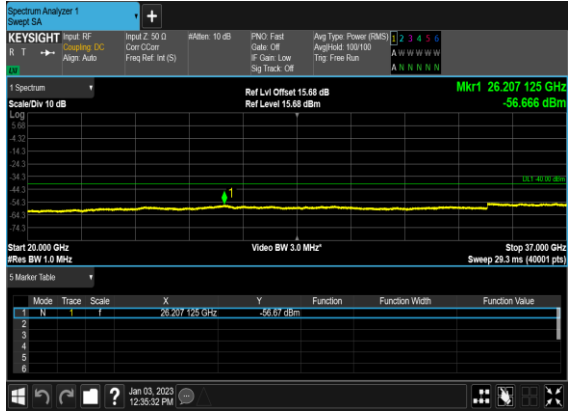 Spectrum Analyzer 1
Swept SA
+
KEYSIGHT Input: RF Input Z: 50 Ω #Atten: 10 dB PNO: Fast Avg Type: Power (RMS) 1 2 3 4 5 6
R T Coupling: DC Corr CCorr Gate: Off Avg|Hold: 100/100 A W W W W W
Align: Auto Freq Ref: Int (S) IF Gain: Low Trig: Free Run
LXI Sig Track: Off A N N N N N
1 Spectrum Ref Lvl Offset 15.68 dB Mkr1 26.207 125 GHz
Scale/Div 10 dB Ref Level 15.68 dBm -56.666 dBm
Log
5.68
-4.32
-14.3
-24.3
-34.3 DL1 -40.00 dBm
-44.3 1
-54.3
-64.3
-74.3
Start 20.000 GHz Video BW 3.0 MHz* Stop 37.000 GHz
#Res BW 1.0 MHz Sweep 29.3 ms (40001 pts)
5 Marker Table
Mode Trace Scale X Y Function Function Width Function Value
1 N 1 f 26.207 125 GHz -56.67 dBm
2
3
4
5
6
? Jan 03, 2023
12:35:32 PM